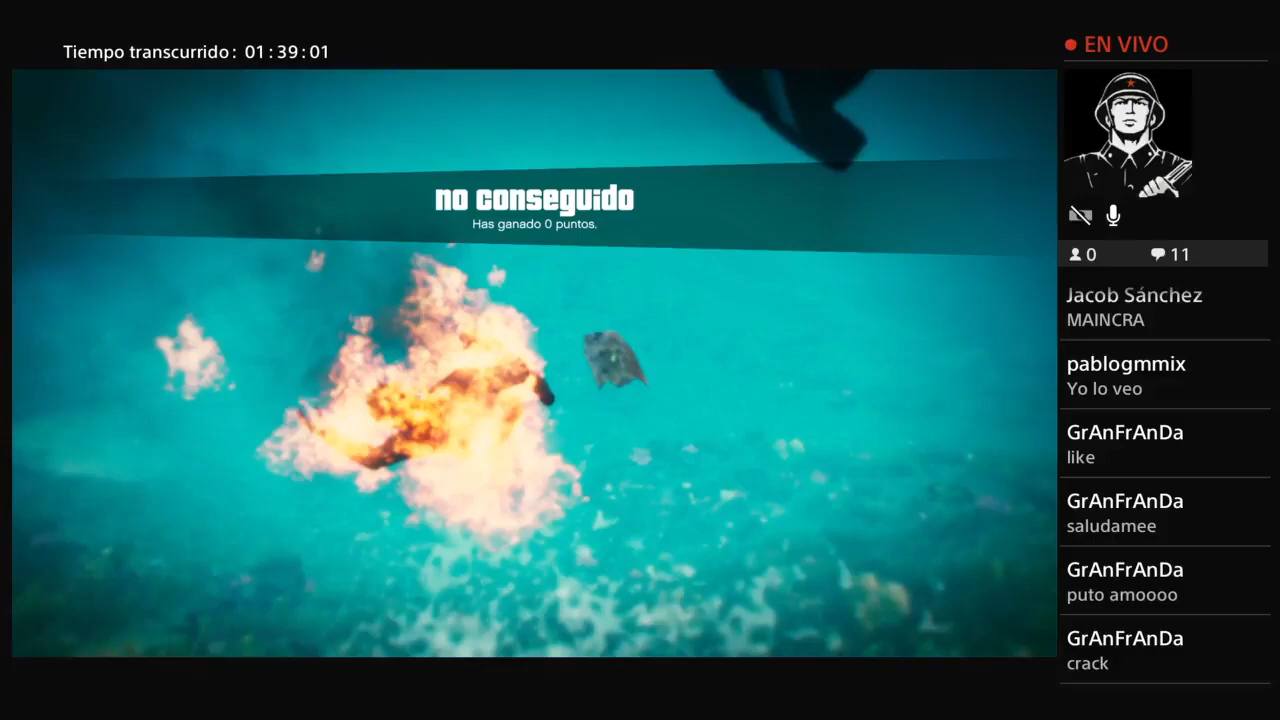 Tiempo transcurrido: 01:39:01
EN VIVO
no conseguido
Has ganado 0 puntos.
0 11
Jacob Sánchez
MAINCRA
pablogmmix
Yo lo veo
GrAnFrAnDa
like
GrAnFrAnDa
saludamee
GrAnFrAnDa
puto amoooo
GrAnFrAnDa
crack